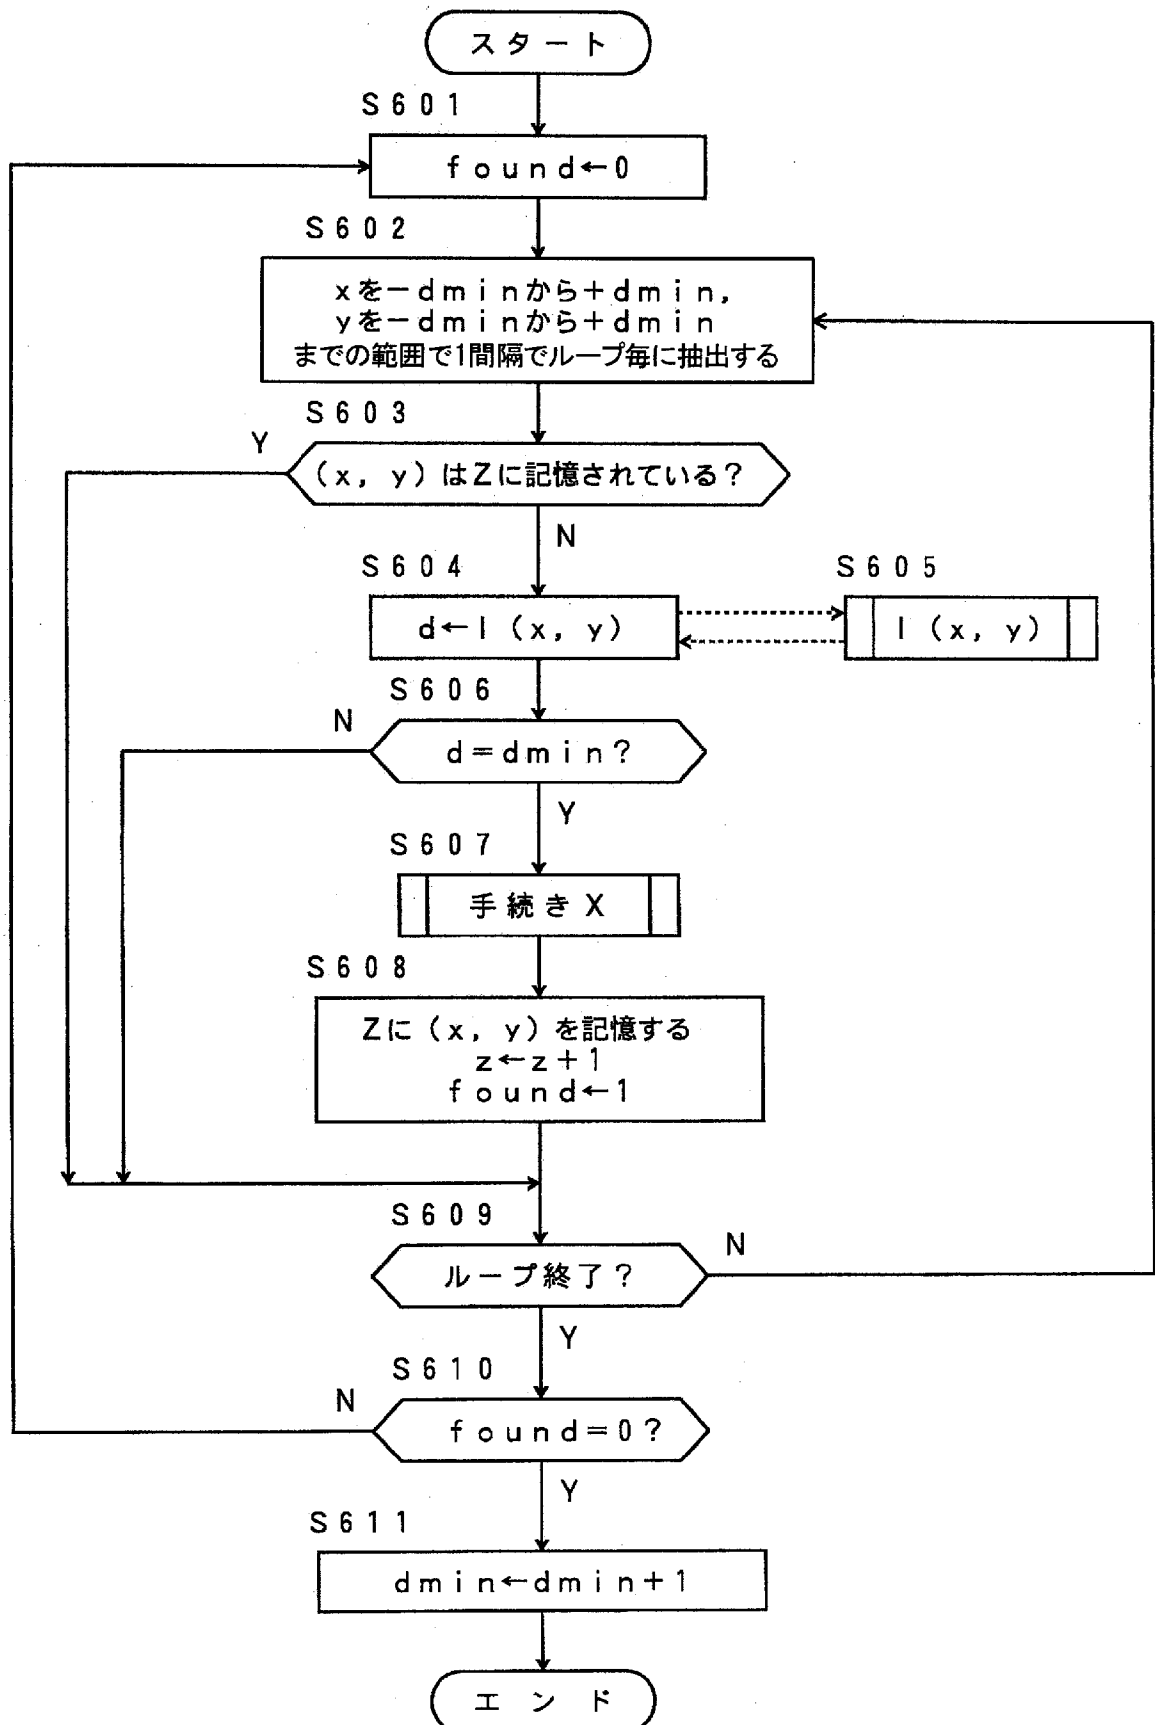 スタート
S601
found←0
S602
xを－dminから＋dmin,
yを－dminから＋dmin
までの範囲で1間隔でループ毎に抽出する
S603
Y
(x, y)はZに記憶されている?
N
S604
S605
d←l(x, y)
l(x, y)
S606
N
d=dmin?
Y
S607
手続きX
S608
Zに(x, y)を記憶する
z←z+1
found←1
S609
ループ終了?
N
Y
S610
N
found=0?
Y
S611
dmin←dmin+1
エンド